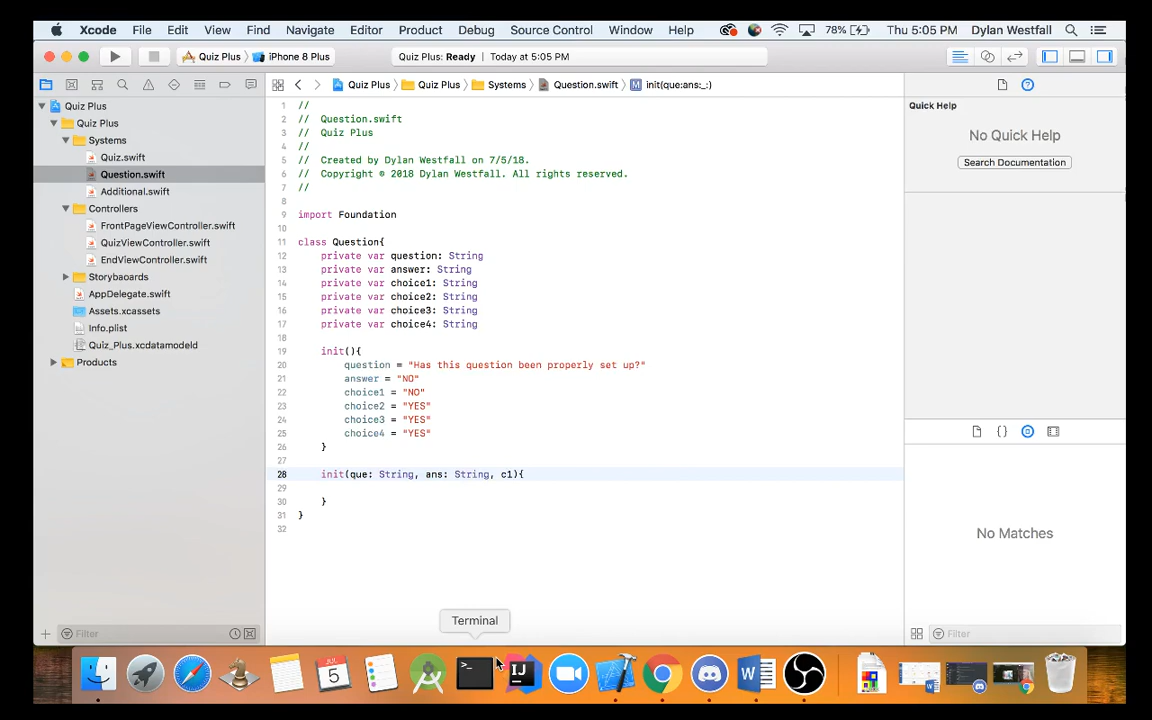 Xcode File Edit View Find Navigate Editor Product Debug Source Control Window Help 78% Thu 5:05 PM Dylan Westfall
Quiz Plus iPhone 8 Plus Quiz Plus: Ready Today at 5:05 PM
Quiz Plus Quiz Plus Systems Question.swift M init(que:ans:_:)
Quiz Plus
Quiz Plus
Systems
Quiz.swift
Question.swift
Additional.swift
Controllers
FrontPageViewController.swift
QuizViewController.swift
EndViewController.swift
Storybaoards
AppDelegate.swift
Assets.xcassets
Info.plist
Quiz_Plus.xcdatamodeld
Products
Filter
1 //
2 // Question.swift
3 // Quiz Plus
4 //
5 // Created by Dylan Westfall on 7/5/18.
6 // Copyright © 2018 Dylan Westfall. All rights reserved.
7 //
8
9 import Foundation
10
11 class Question{
12 private var question: String
13 private var answer: String
14 private var choice1: String
15 private var choice2: String
16 private var choice3: String
17 private var choice4: String
18
19 init(){
20 question = "Has this question been properly set up?"
21 answer = "NO"
22 choice1 = "NO"
23 choice2 = "YES"
24 choice3 = "YES"
25 choice4 = "YES"
26 }
27
28 init(que: String, ans: String, c1){
29
30 }
31 }
32
Quick Help
No Quick Help
Search Documentation
{ }
No Matches
Filter
Terminal
JUL
5
>_
IJ
W